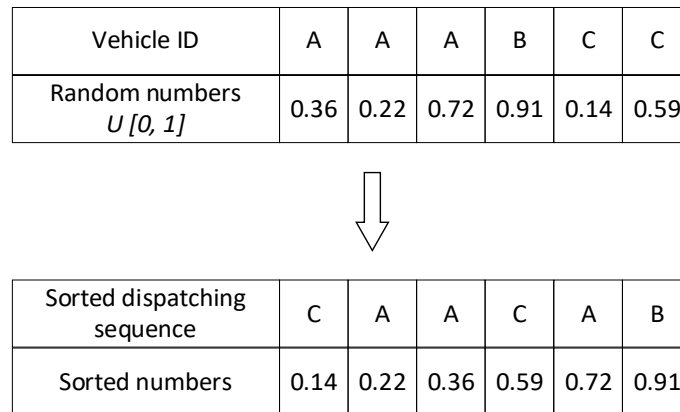 Vehicle ID A A A B C C
Random numbers
U [0, 1] 0.36 0.22 0.72 0.91 0.14 0.59
Sorted dispatching
sequence C A A C A B
Sorted numbers 0.14 0.22 0.36 0.59 0.72 0.91